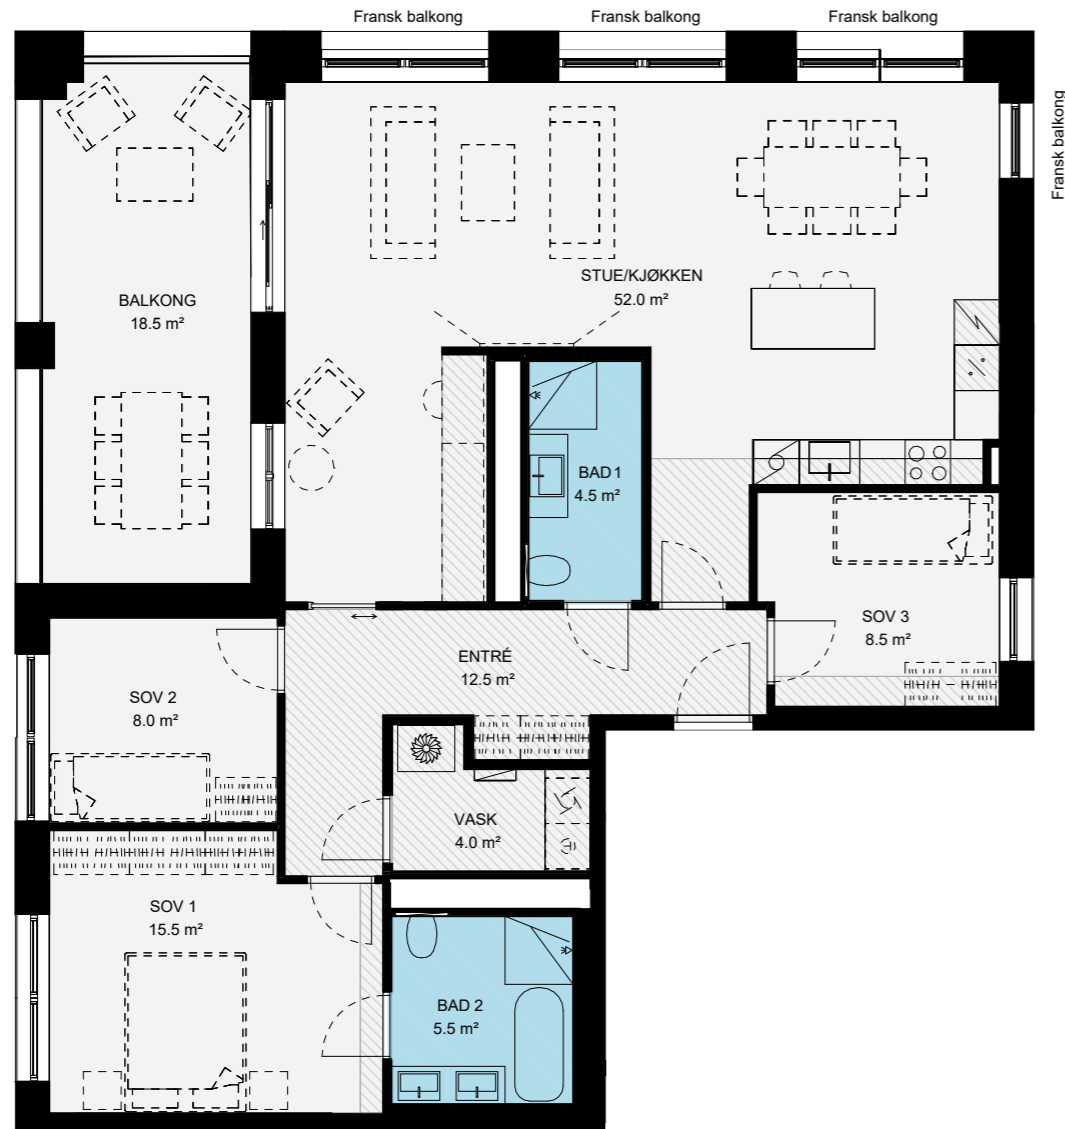 Fransk balkong
Fransk balkong
Fransk balkong
Fransk balkong
STUE/KJØKKEN
52.0 m²
BALKONG
18.5 m²
BAD 1
4.5 m²
SOV 3
8.5 m²
ENTRÉ
12.5 m²
SOV 2
8.0 m²
VASK
4.0 m²
SOV 1
15.5 m²
BAD 2
5.5 m²